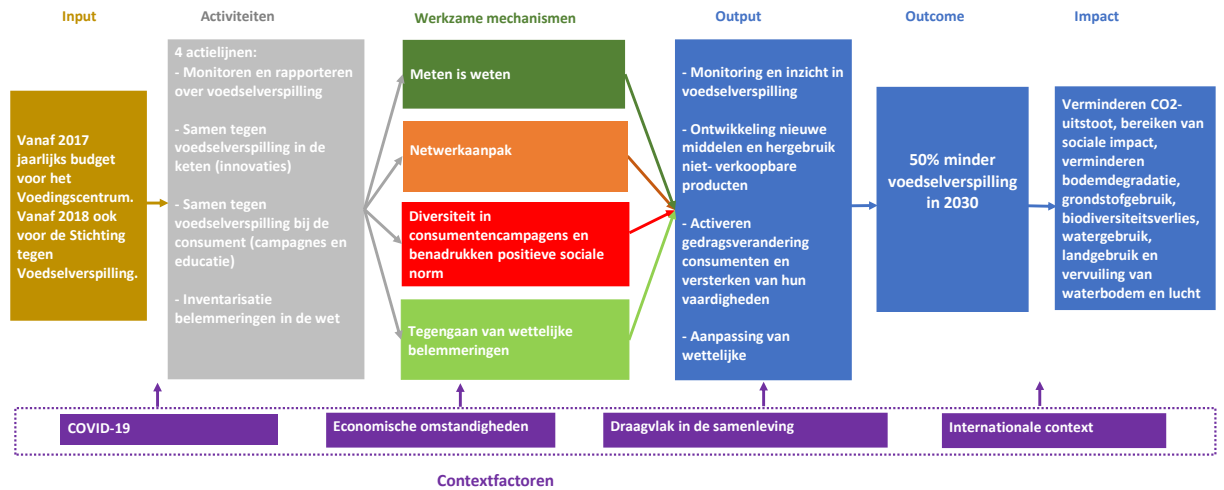 Input
Activiteiten
Werkzame mechanismen
Output
Outcome
Impact
Vanaf 2017
jaarlijks budget
voor het
Voedingscentrum.
Vanaf 2018 ook
voor de Stichting
tegen
Voedselverspilling.
4 actielijnen:
- Monitoren en rapporteren
over voedselverspilling
- Samen tegen
voedselverspilling in de
keten (innovaties)
- Samen tegen
voedselverspilling bij de
consument (campagnes en
educatie)
- Inventarisatie
belemmeringen in de wet
Meten is weten
Netwerkaanpak
Diversiteit in
consumentencampagens en
benadrukken positieve sociale
norm
Tegengaan van wettelijke
belemmeringen
- Monitoring en inzicht in
voedselverspilling
- Ontwikkeling nieuwe
middelen en hergebruik
niet- verkoopbare
producten
- Activeren
gedragsverandering
consumenten en
versterken van hun
vaardigheden
- Aanpassing van
wettelijke
50% minder
voedselverspilling
in 2030
Verminderen CO2-
uitstoot, bereiken van
sociale impact,
verminderen
bodemdegradatie,
grondstofgebruik,
biodiversiteitsverlies,
watergebruik,
landgebruik en
vervuiling van
waterbodem en lucht
COVID-19
Economische omstandigheden
Draagvlak in de samenleving
Internationale context
Contextfactoren